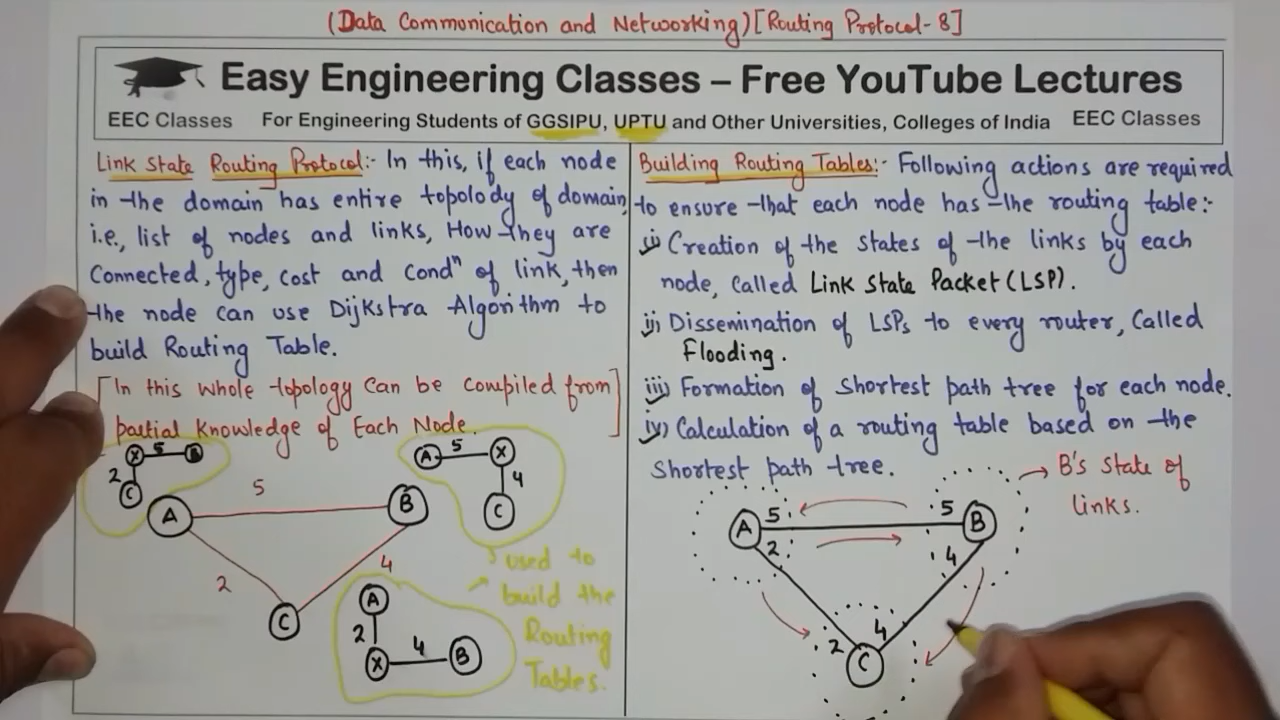 (Data Communication and Networking) [Routing Protocol-8]
Easy Engineering Classes – Free YouTube Lectures
EEC Classes For Engineering Students of GGSIPU, UPTU and Other Universities, Colleges of India EEC Classes
Link State Routing Protocol:- In this, if each node
in the domain has entire topolody of domain,
i.e., list of nodes and links, How they are
Connected, type, cost and condⁿ of link, then
the node can use Dijkstra Algorithm to
build Routing Table.
[In this whole topology can be compiled from
partial knowledge of Each Node.]
X 5 B
2
C
A 5 X
4
C
A 5 B
2 4
C
A
2
X 4 B
used to
build the
Routing
Tables.
Building Routing Tables:- Following actions are required
to ensure that each node has the routing table:-
i) Creation of the states of the links by each
node, called Link State Packet (LSP).
ii) Dissemination of LSPs to every router, Called
Flooding.
iii) Formation of Shortest path tree for each node.
iv) Calculation of a routing table based on the
Shortest path tree.
B's State of
links.
A 5 5 B
2 4
2 4
C